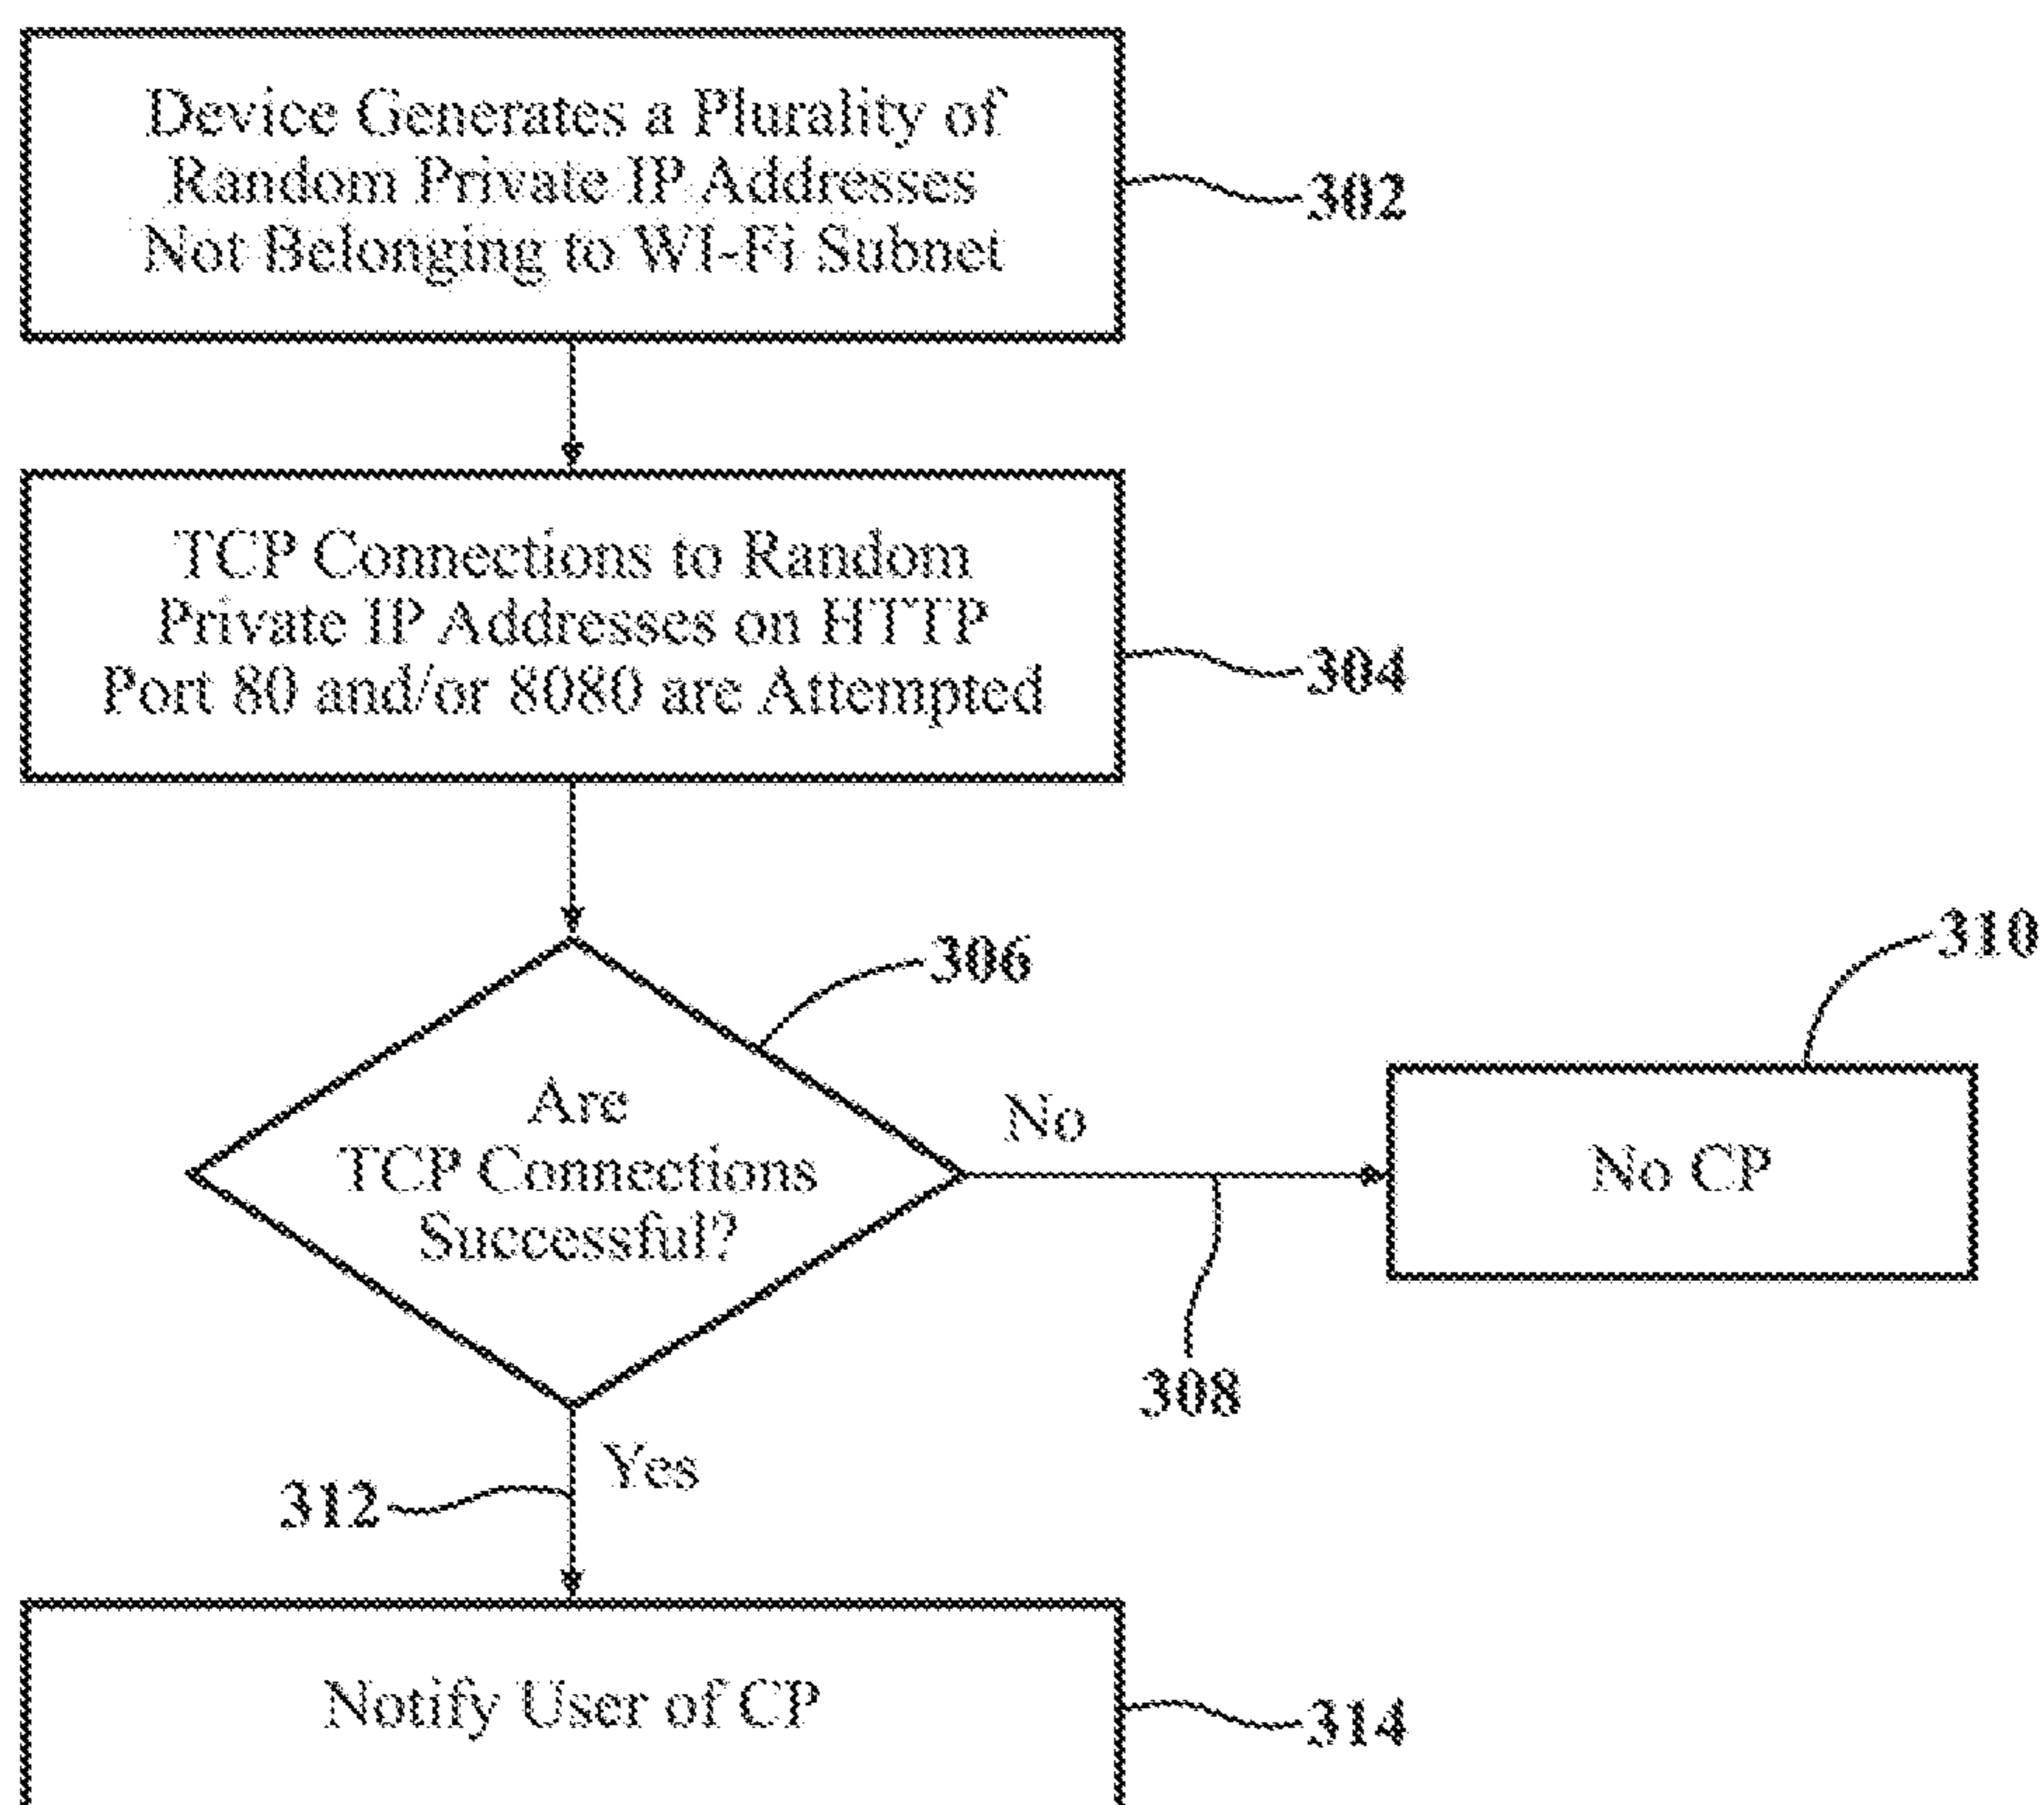 Device Generates a Plurality of
Random Private IP Addresses
Not Belonging to WI-Fi Subnet
302
TCP Connections to Random
Private IP Addresses on HTTP
Port 80 and/or 8080 are Attempted
304
306
310
Are
TCP Connections
Successful?
No
No CP
308
Yes
312
Notify User of CP
314